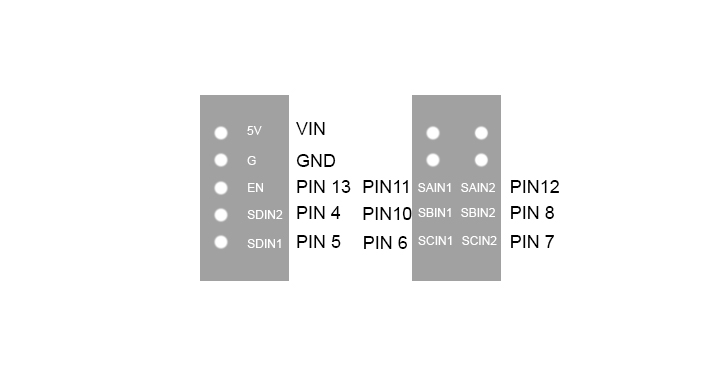 5V VIN
G GND
EN PIN 13 PIN11 SAIN1 SAIN2 PIN12
SDIN2 PIN 4 PIN10 SBIN1 SBIN2 PIN 8
SDIN1 PIN 5 PIN 6 SCIN1 SCIN2 PIN 7